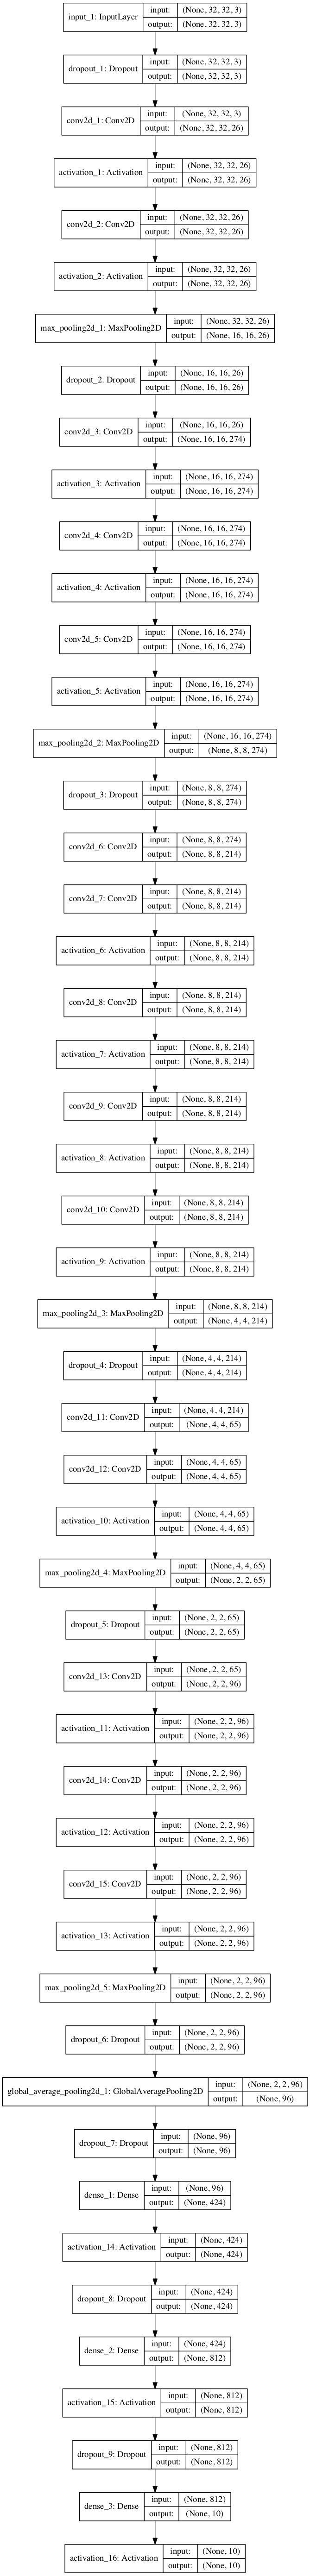 input_1: InputLayer input: (None, 32, 32, 3)
output: (None, 32, 32, 3)
dropout_1: Dropout input: (None, 32, 32, 3)
output: (None, 32, 32, 3)
conv2d_1: Conv2D input: (None, 32, 32, 3)
output: (None, 32, 32, 26)
activation_1: Activation input: (None, 32, 32, 26)
output: (None, 32, 32, 26)
conv2d_2: Conv2D input: (None, 32, 32, 26)
output: (None, 32, 32, 26)
activation_2: Activation input: (None, 32, 32, 26)
output: (None, 32, 32, 26)
max_pooling2d_1: MaxPooling2D input: (None, 32, 32, 26)
output: (None, 16, 16, 26)
dropout_2: Dropout input: (None, 16, 16, 26)
output: (None, 16, 16, 26)
conv2d_3: Conv2D input: (None, 16, 16, 26)
output: (None, 16, 16, 274)
activation_3: Activation input: (None, 16, 16, 274)
output: (None, 16, 16, 274)
conv2d_4: Conv2D input: (None, 16, 16, 274)
output: (None, 16, 16, 274)
activation_4: Activation input: (None, 16, 16, 274)
output: (None, 16, 16, 274)
conv2d_5: Conv2D input: (None, 16, 16, 274)
output: (None, 16, 16, 274)
activation_5: Activation input: (None, 16, 16, 274)
output: (None, 16, 16, 274)
max_pooling2d_2: MaxPooling2D input: (None, 16, 16, 274)
output: (None, 8, 8, 274)
dropout_3: Dropout input: (None, 8, 8, 274)
output: (None, 8, 8, 274)
conv2d_6: Conv2D input: (None, 8, 8, 274)
output: (None, 8, 8, 214)
conv2d_7: Conv2D input: (None, 8, 8, 214)
output: (None, 8, 8, 214)
activation_6: Activation input: (None, 8, 8, 214)
output: (None, 8, 8, 214)
conv2d_8: Conv2D input: (None, 8, 8, 214)
output: (None, 8, 8, 214)
activation_7: Activation input: (None, 8, 8, 214)
output: (None, 8, 8, 214)
conv2d_9: Conv2D input: (None, 8, 8, 214)
output: (None, 8, 8, 214)
activation_8: Activation input: (None, 8, 8, 214)
output: (None, 8, 8, 214)
conv2d_10: Conv2D input: (None, 8, 8, 214)
output: (None, 8, 8, 214)
activation_9: Activation input: (None, 8, 8, 214)
output: (None, 8, 8, 214)
max_pooling2d_3: MaxPooling2D input: (None, 8, 8, 214)
output: (None, 4, 4, 214)
dropout_4: Dropout input: (None, 4, 4, 214)
output: (None, 4, 4, 214)
conv2d_11: Conv2D input: (None, 4, 4, 214)
output: (None, 4, 4, 65)
conv2d_12: Conv2D input: (None, 4, 4, 65)
output: (None, 4, 4, 65)
activation_10: Activation input: (None, 4, 4, 65)
output: (None, 4, 4, 65)
max_pooling2d_4: MaxPooling2D input: (None, 4, 4, 65)
output: (None, 2, 2, 65)
dropout_5: Dropout input: (None, 2, 2, 65)
output: (None, 2, 2, 65)
conv2d_13: Conv2D input: (None, 2, 2, 65)
output: (None, 2, 2, 96)
activation_11: Activation input: (None, 2, 2, 96)
output: (None, 2, 2, 96)
conv2d_14: Conv2D input: (None, 2, 2, 96)
output: (None, 2, 2, 96)
activation_12: Activation input: (None, 2, 2, 96)
output: (None, 2, 2, 96)
conv2d_15: Conv2D input: (None, 2, 2, 96)
output: (None, 2, 2, 96)
activation_13: Activation input: (None, 2, 2, 96)
output: (None, 2, 2, 96)
max_pooling2d_5: MaxPooling2D input: (None, 2, 2, 96)
output: (None, 2, 2, 96)
dropout_6: Dropout input: (None, 2, 2, 96)
output: (None, 2, 2, 96)
global_average_pooling2d_1: GlobalAveragePooling2D input: (None, 2, 2, 96)
output: (None, 96)
dropout_7: Dropout input: (None, 96)
output: (None, 96)
dense_1: Dense input: (None, 96)
output: (None, 424)
activation_14: Activation input: (None, 424)
output: (None, 424)
dropout_8: Dropout input: (None, 424)
output: (None, 424)
dense_2: Dense input: (None, 424)
output: (None, 812)
activation_15: Activation input: (None, 812)
output: (None, 812)
dropout_9: Dropout input: (None, 812)
output: (None, 812)
dense_3: Dense input: (None, 812)
output: (None, 10)
activation_16: Activation input: (None, 10)
output: (None, 10)